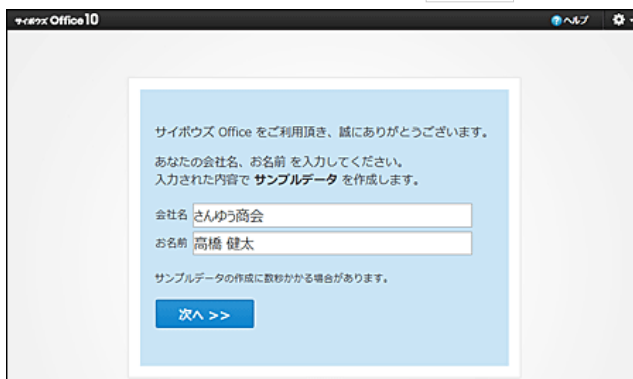 サイボウズ Office 10
ヘルプ
サイボウズ Office をご利用頂き、誠にありがとうございます。
あなたの会社名、お名前 を入力してください。
入力された内容で サンプルデータ を作成します。
会社名 さんゆう商会
お名前 高橋 健太
サンプルデータの作成に数秒かかる場合があります。
次へ >>